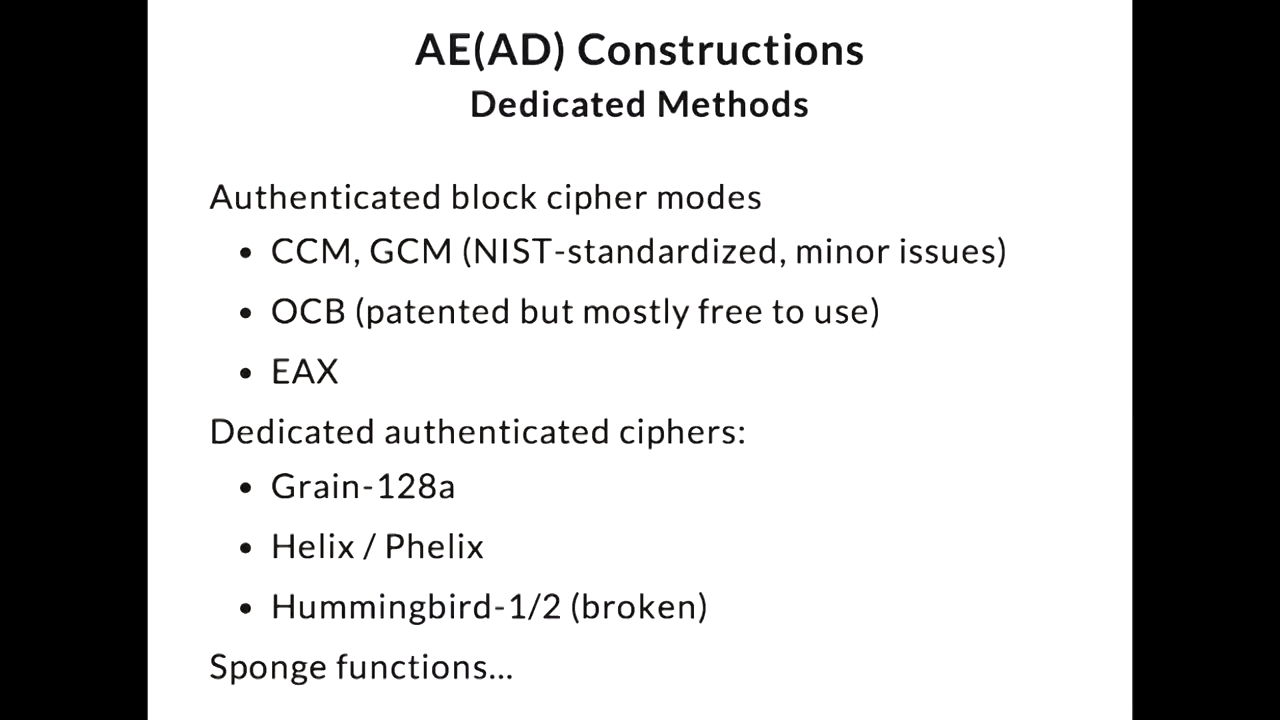 AE(AD) Constructions
Dedicated Methods
Authenticated block cipher modes
• CCM, GCM (NIST-standardized, minor issues)
• OCB (patented but mostly free to use)
• EAX
Dedicated authenticated ciphers:
• Grain-128a
• Helix / Phelix
• Hummingbird-1/2 (broken)
Sponge functions...